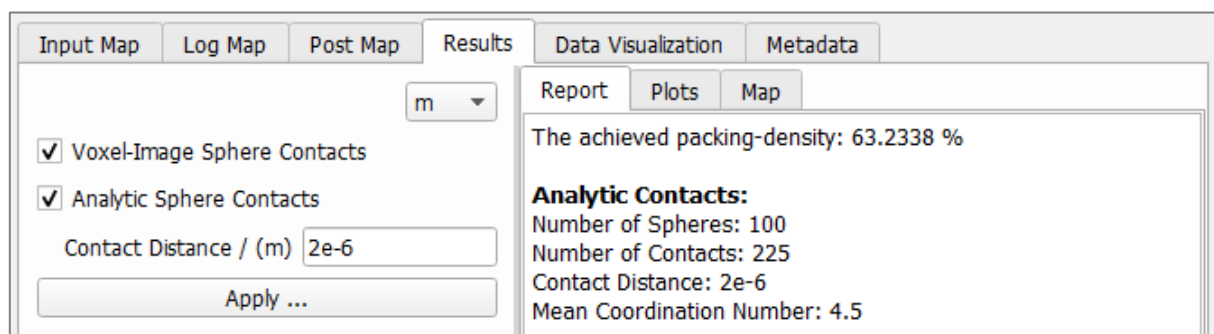 Input Map Log Map Post Map Results Data Visualization Metadata
m
Voxel-Image Sphere Contacts
Analytic Sphere Contacts
Contact Distance / (m) 2e-6
Apply ...
Report Plots Map
The achieved packing-density: 63.2338 %
Analytic Contacts:
Number of Spheres: 100
Number of Contacts: 225
Contact Distance: 2e-6
Mean Coordination Number: 4.5